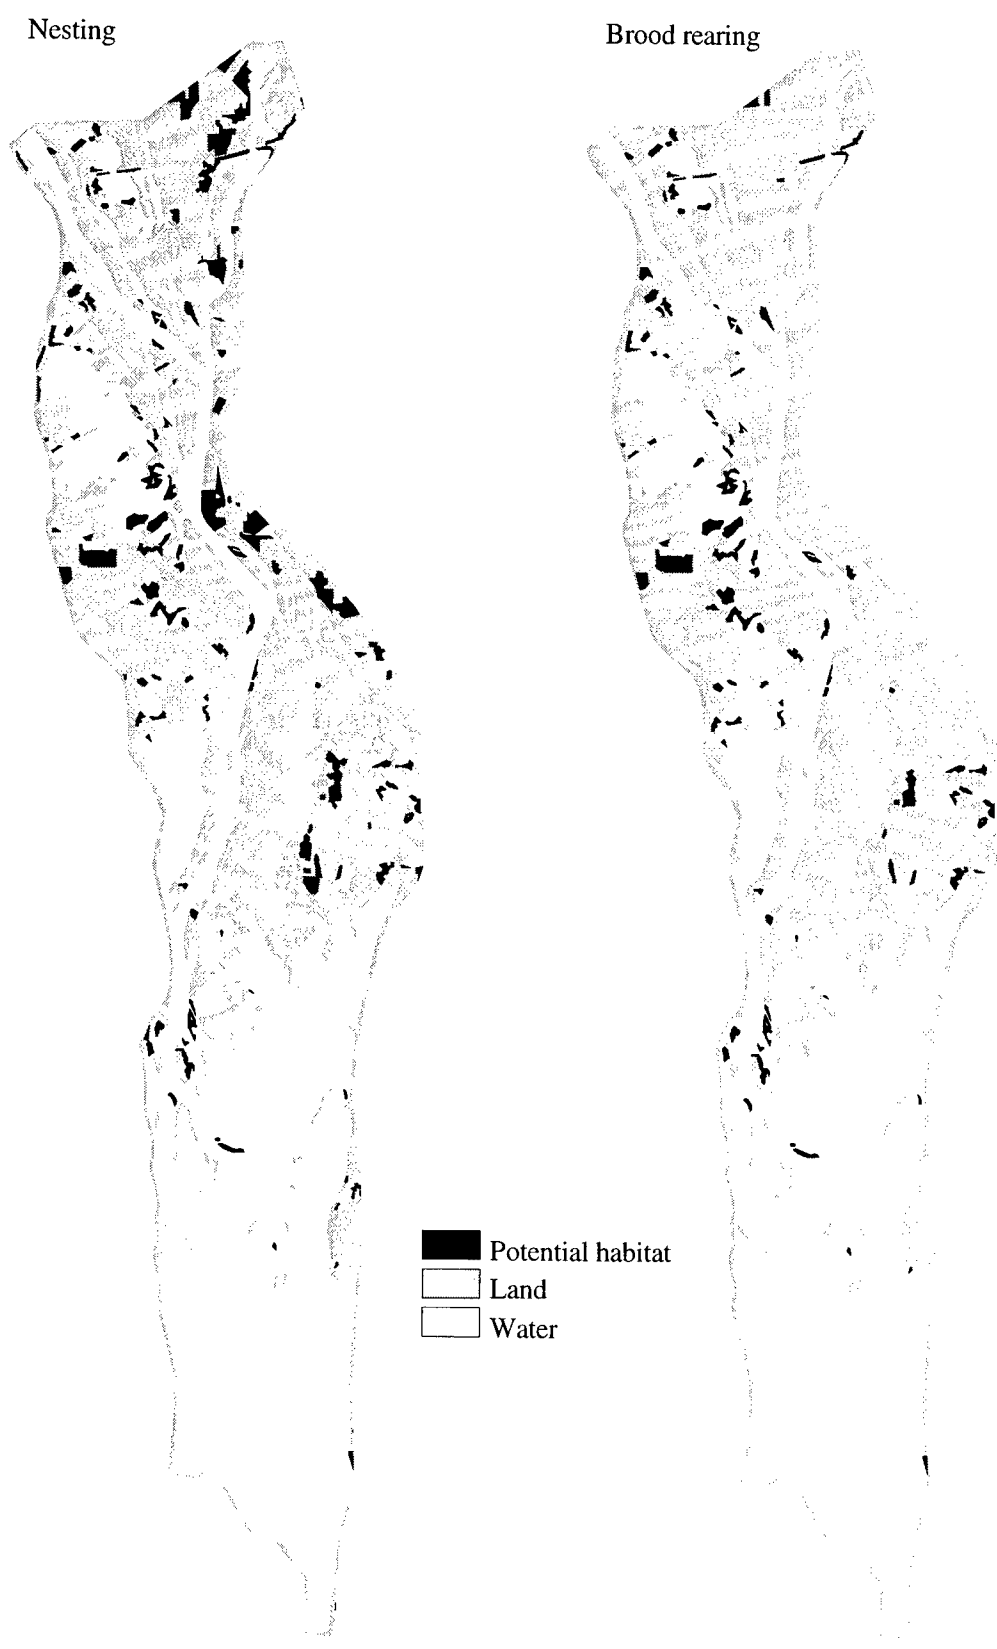 Nesting
Brood rearing
Potential habitat
Land
Water